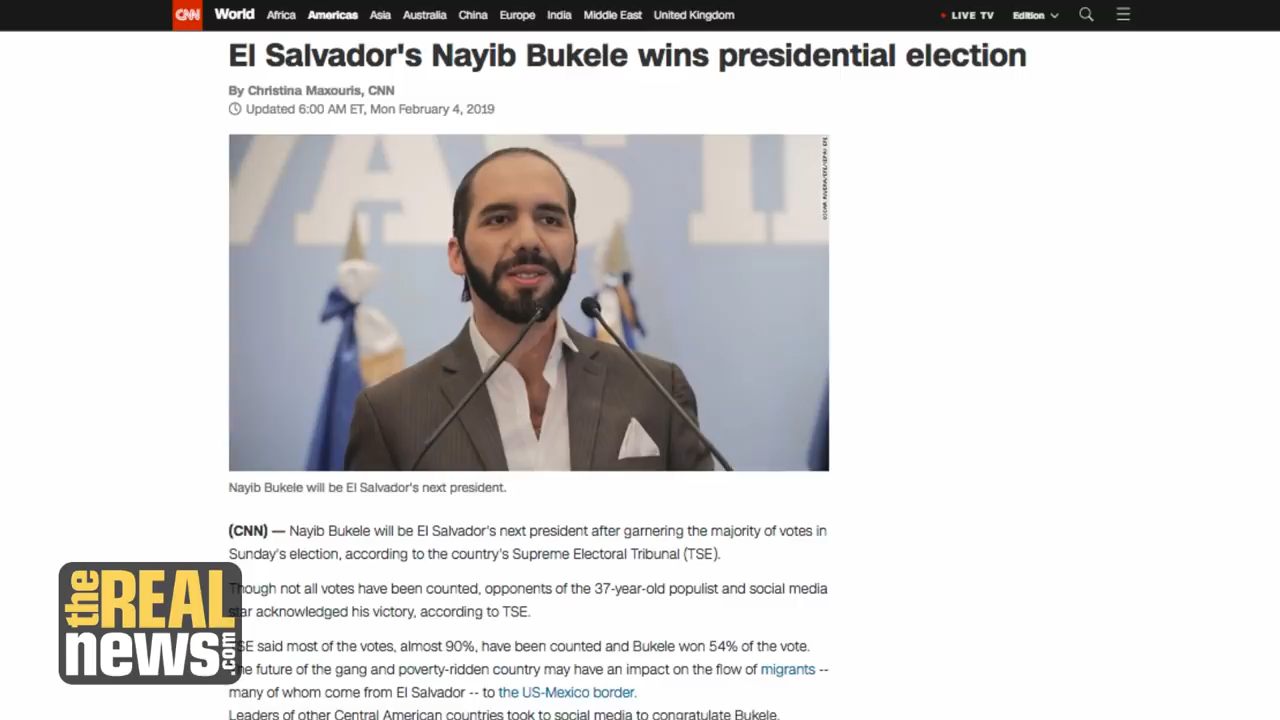 CNN World Africa Americas Asia Australia China Europe India Middle East United Kingdom LIVE TV Edition
El Salvador's Nayib Bukele wins presidential election
By Christina Maxouris, CNN
Updated 6:00 AM ET, Mon February 4, 2019
VAS II
Nayib Bukele will be El Salvador's next president.
(CNN) — Nayib Bukele will be El Salvador's next president after garnering the majority of votes in
Sunday's election, according to the country's Supreme Electoral Tribunal (TSE).
Though not all votes have been counted, opponents of the 37-year-old populist and social media
star acknowledged his victory, according to TSE.
TSE said most of the votes, almost 90%, have been counted and Bukele won 54% of the vote.
The future of the gang and poverty-ridden country may have an impact on the flow of migrants --
many of whom come from El Salvador -- to the US-Mexico border.
Leaders of other Central American countries took to social media to congratulate Bukele.
the REAL
news.com